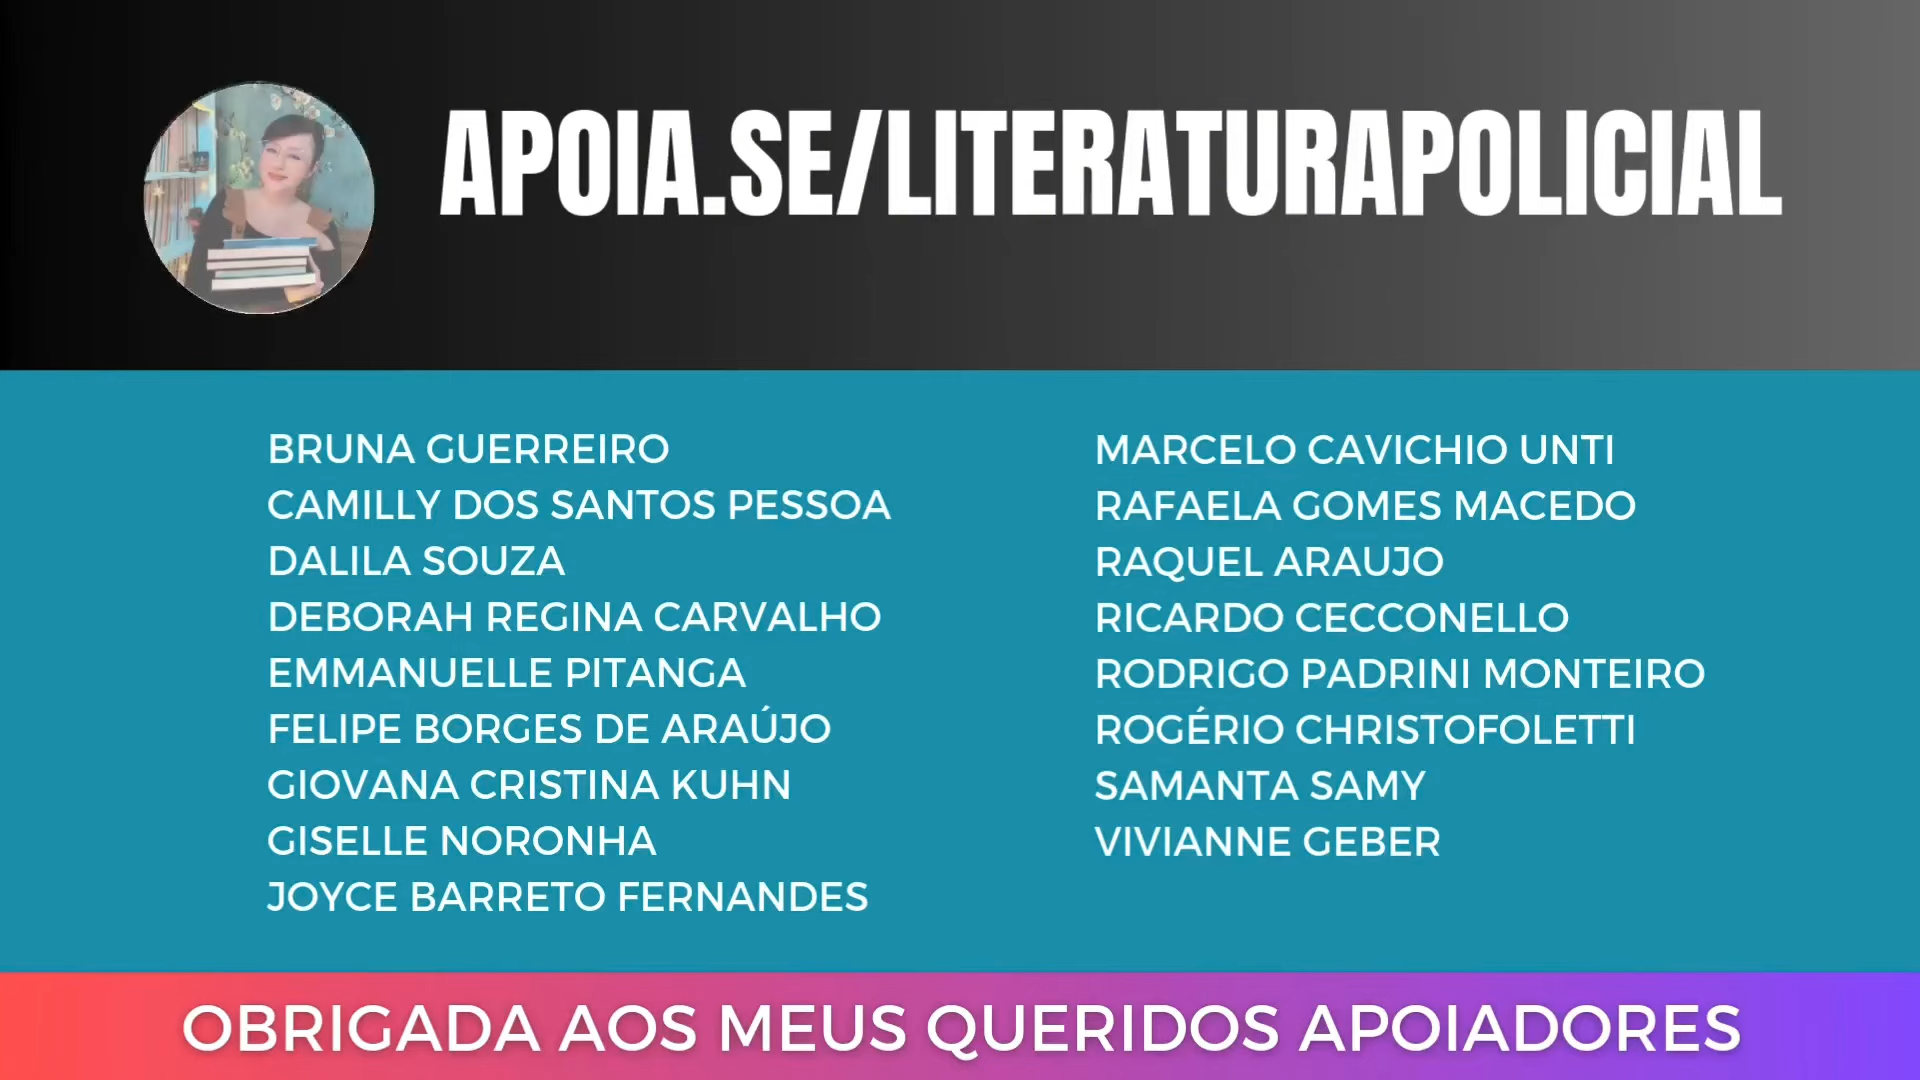 APOIA.SE/LITERATURAPOLICIAL
BRUNA GUERREIRO
CAMILLY DOS SANTOS PESSOA
DALILA SOUZA
DEBORAH REGINA CARVALHO
EMMANUELLE PITANGA
FELIPE BORGES DE ARAÚJO
GIOVANA CRISTINA KUHN
GISELLE NORONHA
JOYCE BARRETO FERNANDES
MARCELO CAVICHIO UNTI
RAFAELA GOMES MACEDO
RAQUEL ARAUJO
RICARDO CECCONELLO
RODRIGO PADRINI MONTEIRO
ROGÉRIO CHRISTOFOLETTI
SAMANTA SAMY
VIVIANNE GEBER
OBRIGADA AOS MEUS QUERIDOS APOIADORES